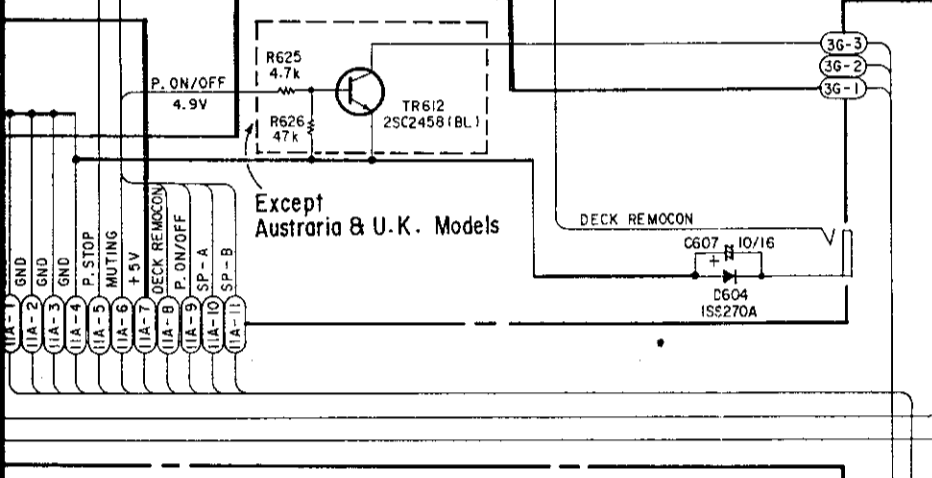 R625
4.7k
P. ON/OFF
4.9V
R626
47k
TR612
2SC2458(BL)
3G-3
3G-2
3G-1
Except
Austraria & U.K. Models
DECK REMOCON
C607 10/16
+
D604
1SS270A
GND
GND
GND
P. STOP
MUTING
+5V
DECK REMOCON
P. ON/OFF
SP-A
SP-B
11A-1
11A-2
11A-3
11A-4
11A-5
11A-6
11A-7
11A-8
11A-9
11A-10
11A-11